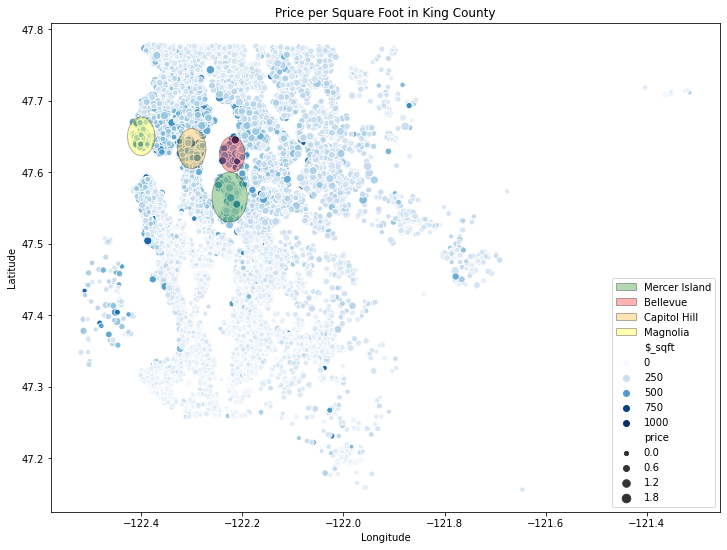 Price per Square Foot in King County
47.8
47.7
47.6
47.5
47.4
47.3
47.2
Latitude
−122.4
−122.2
−122.0
−121.8
−121.6
−121.4
Longitude
Mercer Island
Bellevue
Capitol Hill
Magnolia
$_sqft
0
250
500
750
1000
price
0.0
0.6
1.2
1.8